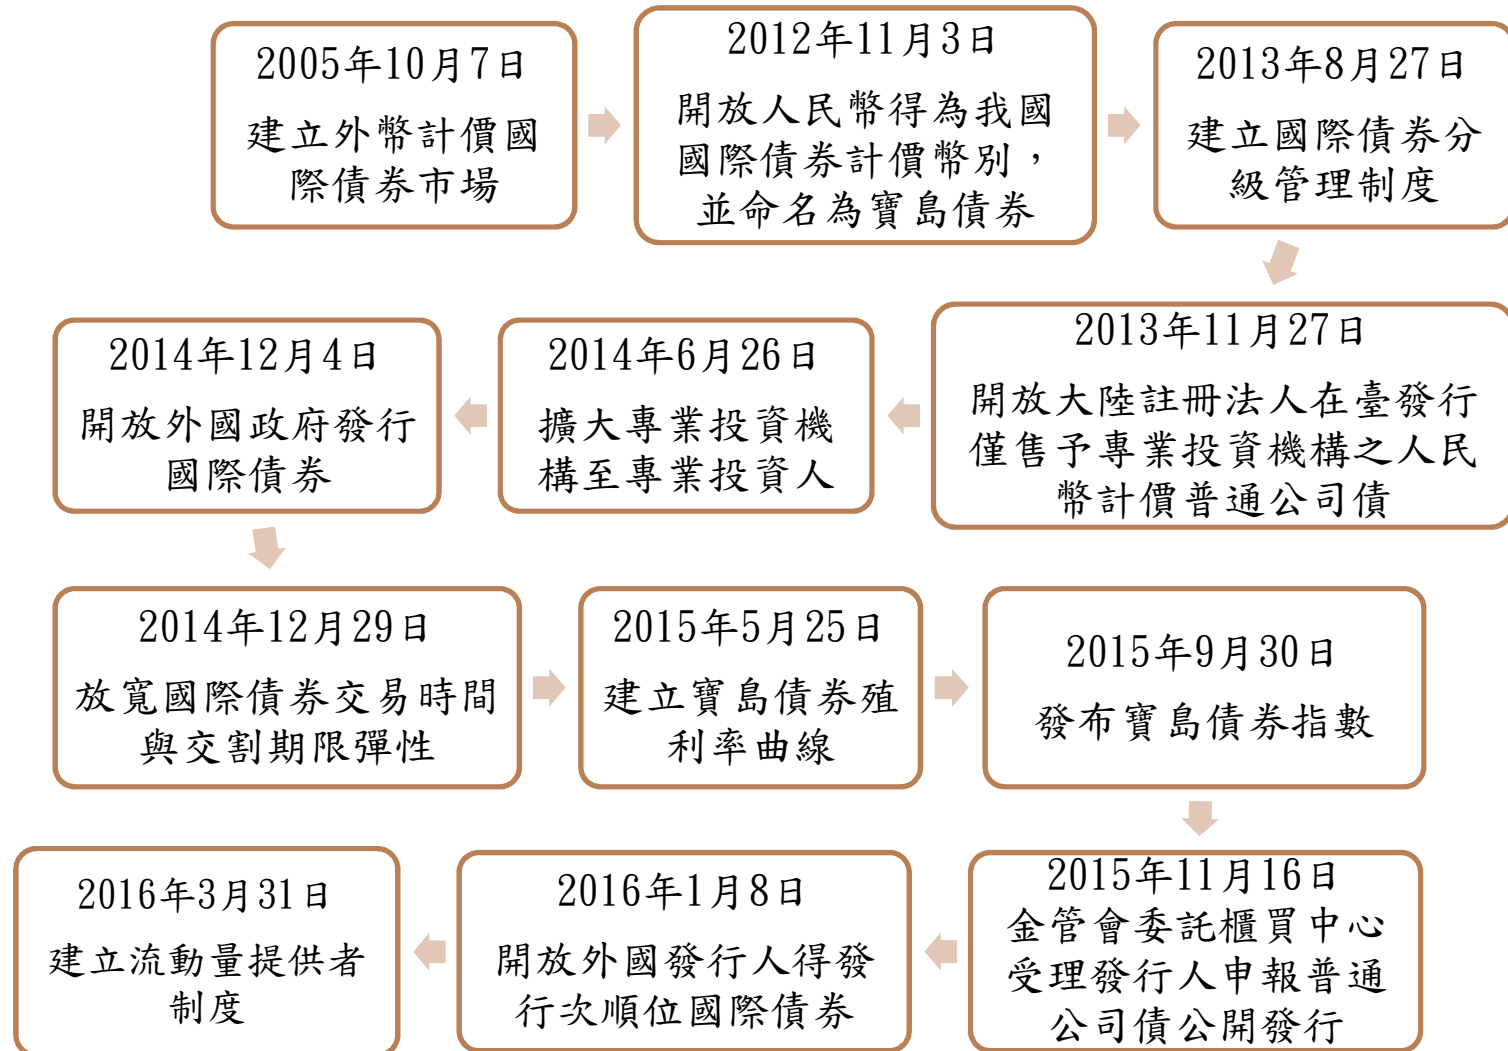 2005年10月7日
建立外幣計價國
際債券市場
2012年11月3日
開放人民幣得為我國
國際債券計價幣別，
並命名為寶島債券
2013年8月27日
建立國際債券分
級管理制度
2013年11月27日
開放大陸註冊法人在臺發行
僅售予專業投資機構之人民
幣計價普通公司債
2014年6月26日
擴大專業投資機
構至專業投資人
2014年12月4日
開放外國政府發行
國際債券
2014年12月29日
放寬國際債券交易時間
與交割期限彈性
2015年5月25日
建立寶島債券殖
利率曲線
2015年9月30日
發布寶島債券指數
2015年11月16日
金管會委託櫃買中心
受理發行人申報普通
公司債公開發行
2016年1月8日
開放外國發行人得發
行次順位國際債券
2016年3月31日
建立流動量提供者
制度